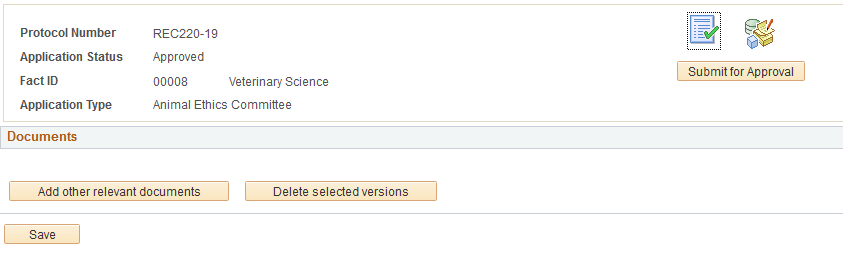 Protocol Number REC220-19
Application Status Approved
Fact ID 00008 Veterinary Science
Application Type Animal Ethics Committee
Submit for Approval
Documents
Add other relevant documents Delete selected versions
Save